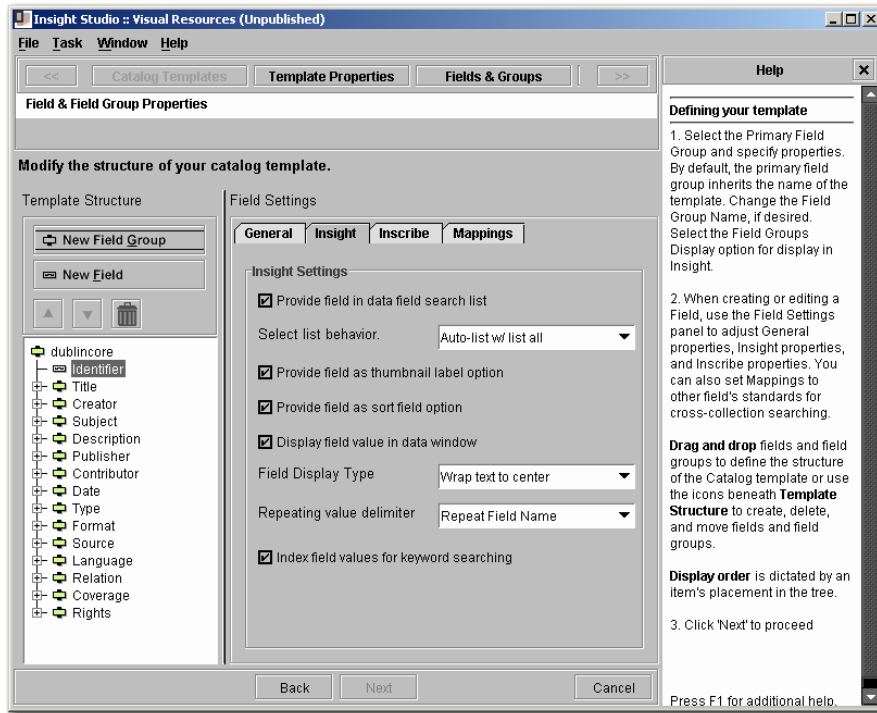 Insight Studio :: Visual Resources (Unpublished)
File Task Window Help
<< Catalog Templates Template Properties Fields & Groups >>
Field & Field Group Properties
Modify the structure of your catalog template.
Template Structure
New Field Group
New Field
dublincore
Identifier
Title
Creator
Subject
Description
Publisher
Contributor
Date
Type
Format
Source
Language
Relation
Coverage
Rights
Field Settings
General Insight Inscribe Mappings
Insight Settings
Provide field in data field search list
Select list behavior. Auto-list w/ list all
Provide field as thumbnail label option
Provide field as sort field option
Display field value in data window
Field Display Type Wrap text to center
Repeating value delimiter Repeat Field Name
Index field values for keyword searching
Back Next Cancel
Help
Defining your template
1. Select the Primary Field
Group and specify properties.
By default, the primary field
group inherits the name of the
template. Change the Field
Group Name, if desired.
Select the Field Groups
Display option for display in
Insight.
2. When creating or editing a
Field, use the Field Settings
panel to adjust General
properties, Insight properties,
and Inscribe properties. You
can also set Mappings to
other field's standards for
cross-collection searching.
Drag and drop fields and field
groups to define the structure
of the Catalog template or use
the icons beneath Template
Structure to create, delete,
and move fields and field
groups.
Display order is dictated by an
item's placement in the tree.
3. Click 'Next' to proceed
Press F1 for additional help.